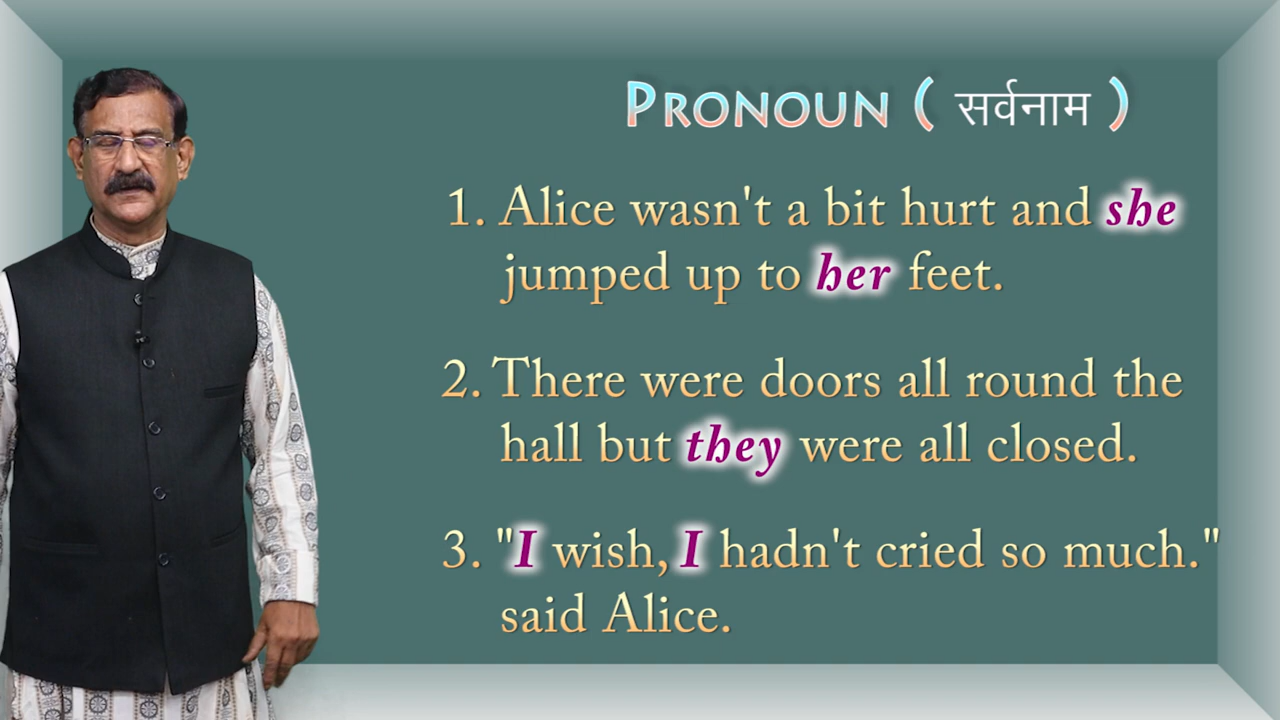 PRONOUN ( सर्वनाम )
1. Alice wasn't a bit hurt and she
jumped up to her feet.
2. There were doors all round the
hall but they were all closed.
3. "I wish, I hadn't cried so much."
said Alice.